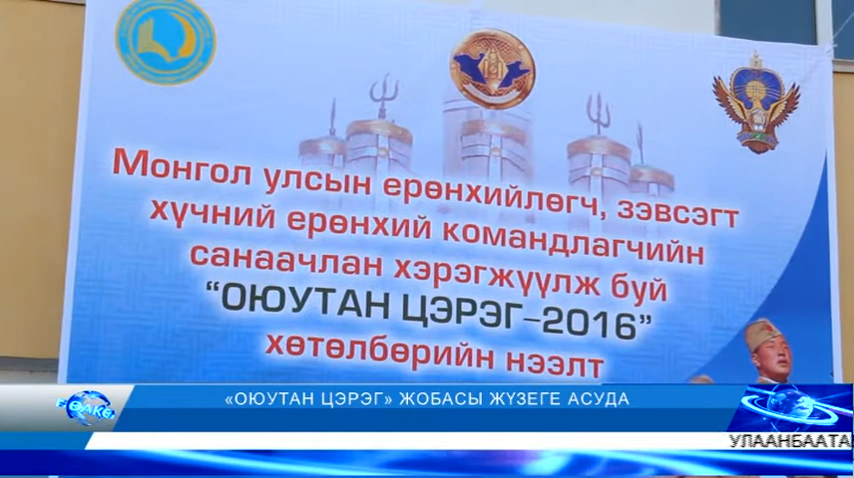 Монгол улсын ерөнхийлөгч, зэвсэгт
хүчний ерөнхий командлагчийн
санаачлан хэрэгжүүлж буй
“ОЮУТАН ЦЭРЭГ–2016”
хөтөлбөрийн нээлт
«ОЮУТАН ЦЭРЭГ» ЖОБАСЫ ЖҮЗЕГЕ АСУДА
УЛААНБААТА